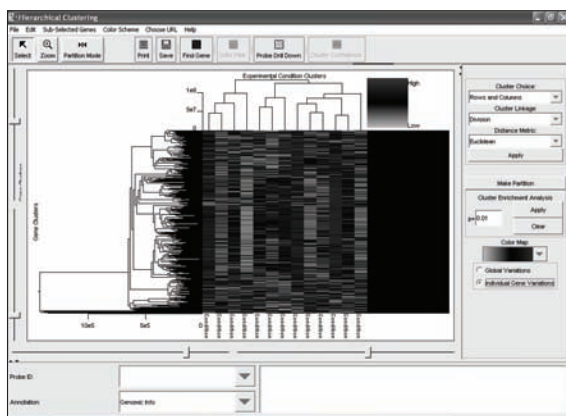 Hierarchical Clustering
File Edit Sub-Selected Genes Color Scheme Choose URL Help
Select Zoom Partition Mode Print Save Find Gene Probe Drill Down Cluster Conference
Experimental Condition Clusters
1e6
5e7
0
High
Low
Gene Clusters
10e5 5e5 0
Cluster Choice:
Rows and Columns
Cluster Linkage:
Division
Distance Metric:
Euclidean
Apply
Make Partition
Cluster Enrichment Analysis
p= 0.01
Apply
Clear
Color Map:
Global Variations
Individual Gene Variations
Probe ID:
Annotation:
Genomic Info